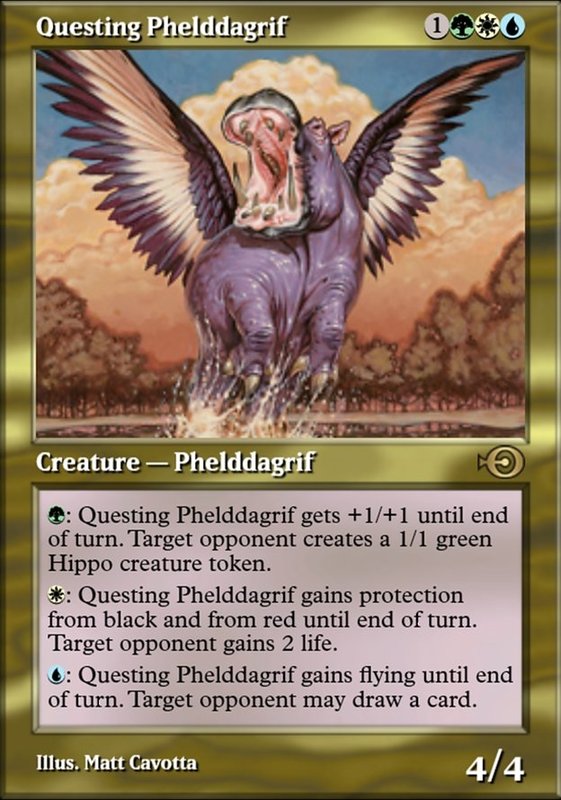 Questing Phelddagrif 1
Creature — Phelddagrif
: Questing Phelddagrif gets +1/+1 until end
of turn. Target opponent creates a 1/1 green
Hippo creature token.
: Questing Phelddagrif gains protection
from black and from red until end of turn.
Target opponent gains 2 life.
: Questing Phelddagrif gains flying until end
of turn. Target opponent may draw a card.
Illus. Matt Cavotta
4/4